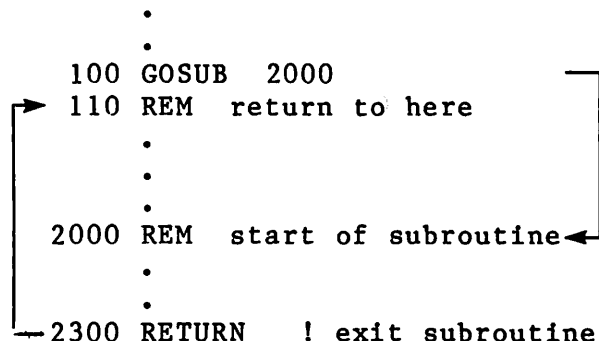 100 GOSUB 2000
110 REM return to here
2000 REM start of subroutine
2300 RETURN ! exit subroutine